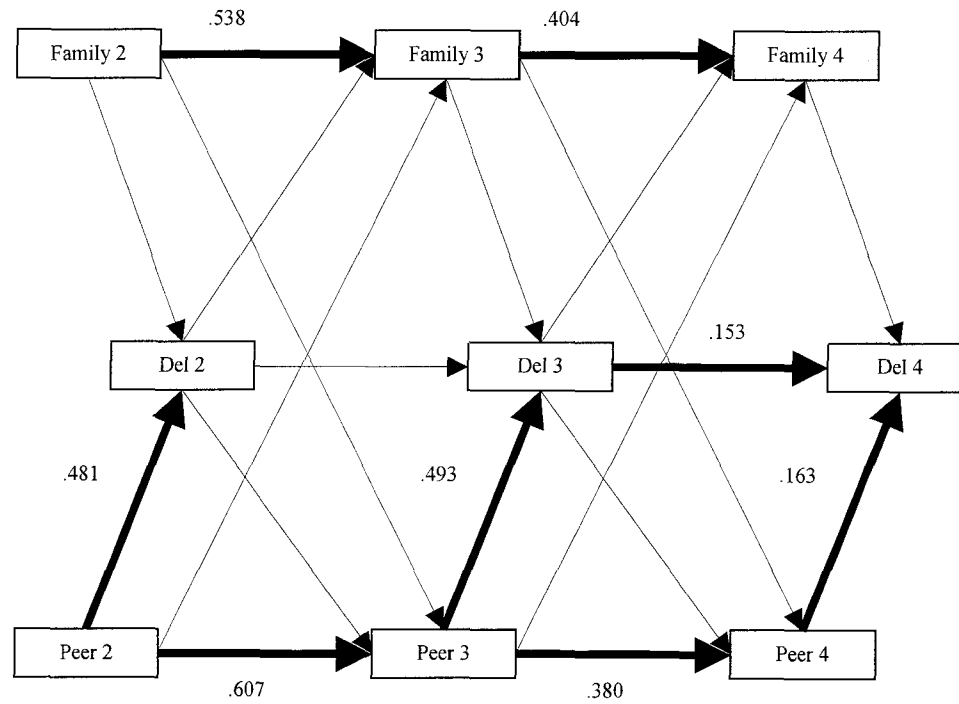 .538
.404
Family 2
Family 3
Family 4
.153
Del 2
Del 3
Del 4
.481
.493
.163
Peer 2
Peer 3
Peer 4
.607
.380